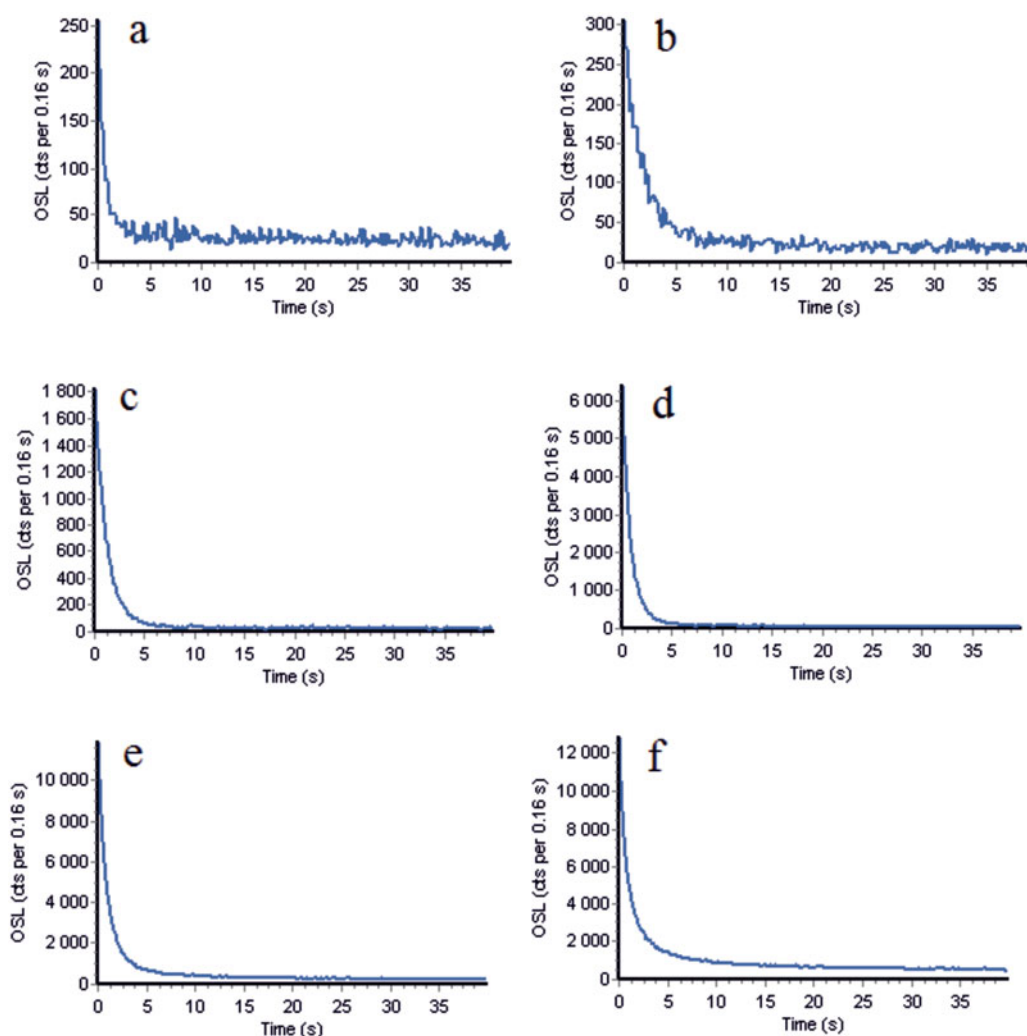 a
OSL (cts per 0.16 s)
250
200
150
100
50
0
0 5 10 15 20 25 30 35
Time (s)
b
OSL (cts per 0.16 s)
300
250
200
150
100
50
0
0 5 10 15 20 25 30 35
Time (s)
c
OSL (cts per 0.16 s)
1 800
1 600
1 400
1 200
1 000
800
600
400
200
0
0 5 10 15 20 25 30 35
Time (s)
d
OSL (cts per 0.16 s)
6 000
5 000
4 000
3 000
2 000
1 000
0
0 5 10 15 20 25 30 35
Time (s)
e
OSL (cts per 0.16 s)
10 000
8 000
6 000
4 000
2 000
0
0 5 10 15 20 25 30 35
Time (s)
f
OSL (cts per 0.16 s)
12 000
10 000
8 000
6 000
4 000
2 000
0
0 5 10 15 20 25 30 35
Time (s)